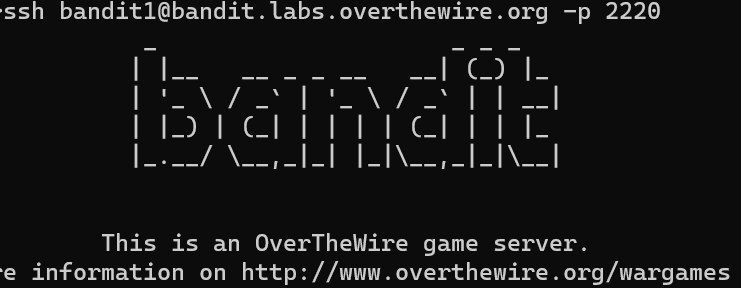 ssh bandit1@bandit.labs.overthewire.org -p 2220
bandit
This is an OverTheWire game server.
information on http://www.overthewire.org/wargames